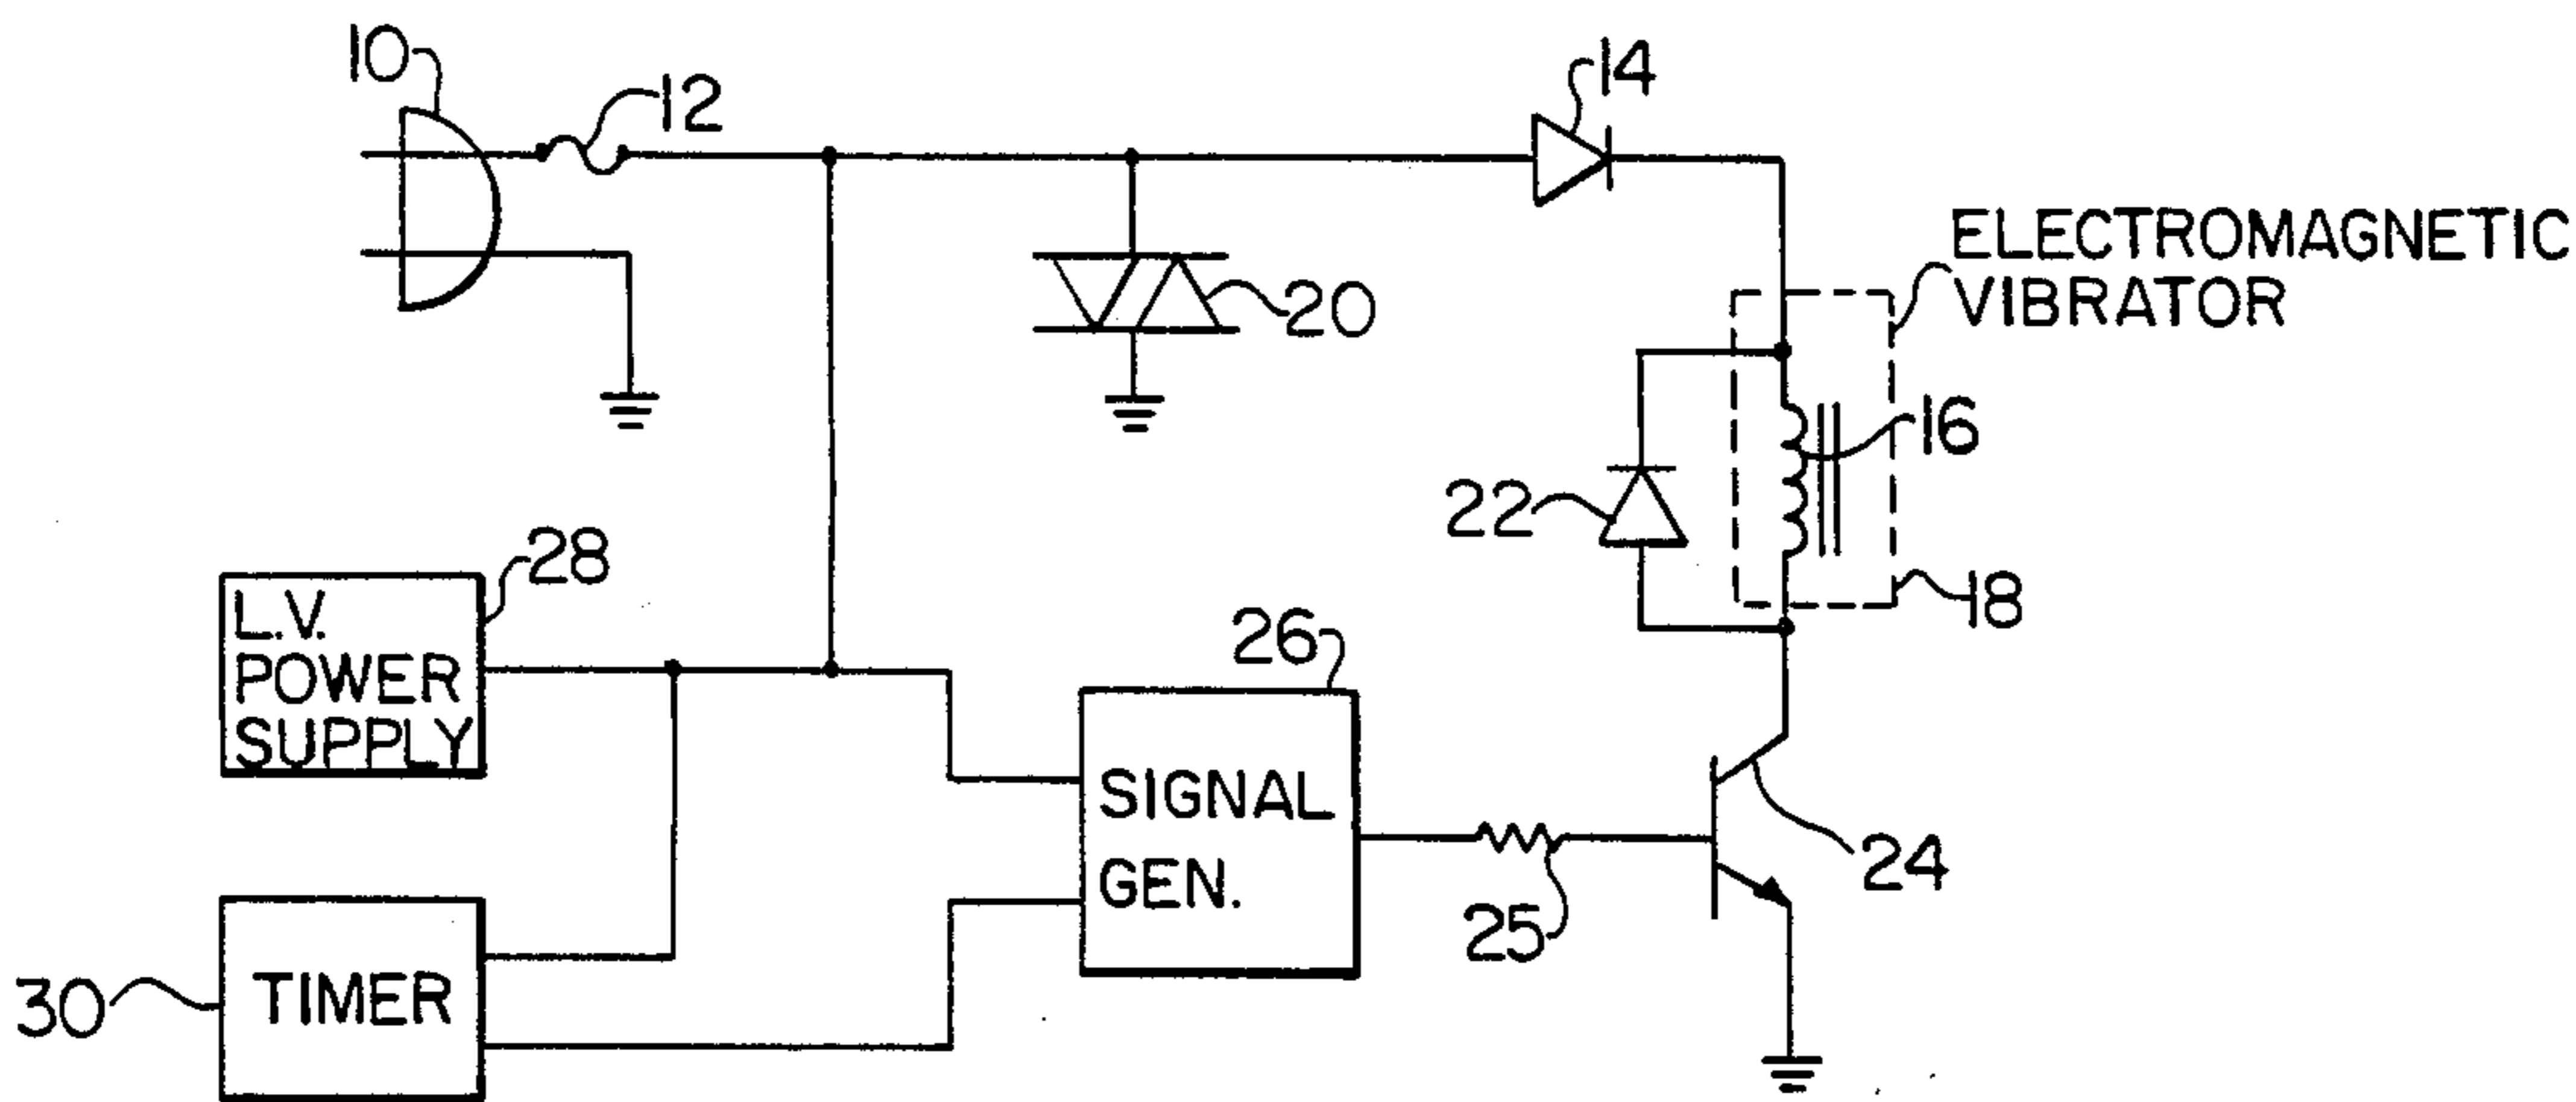 10
12
14
ELECTROMAGNETIC
VIBRATOR
20
16
22
18
28
L.V.
POWER
SUPPLY
26
SIGNAL
GEN.
24
25
30
TIMER